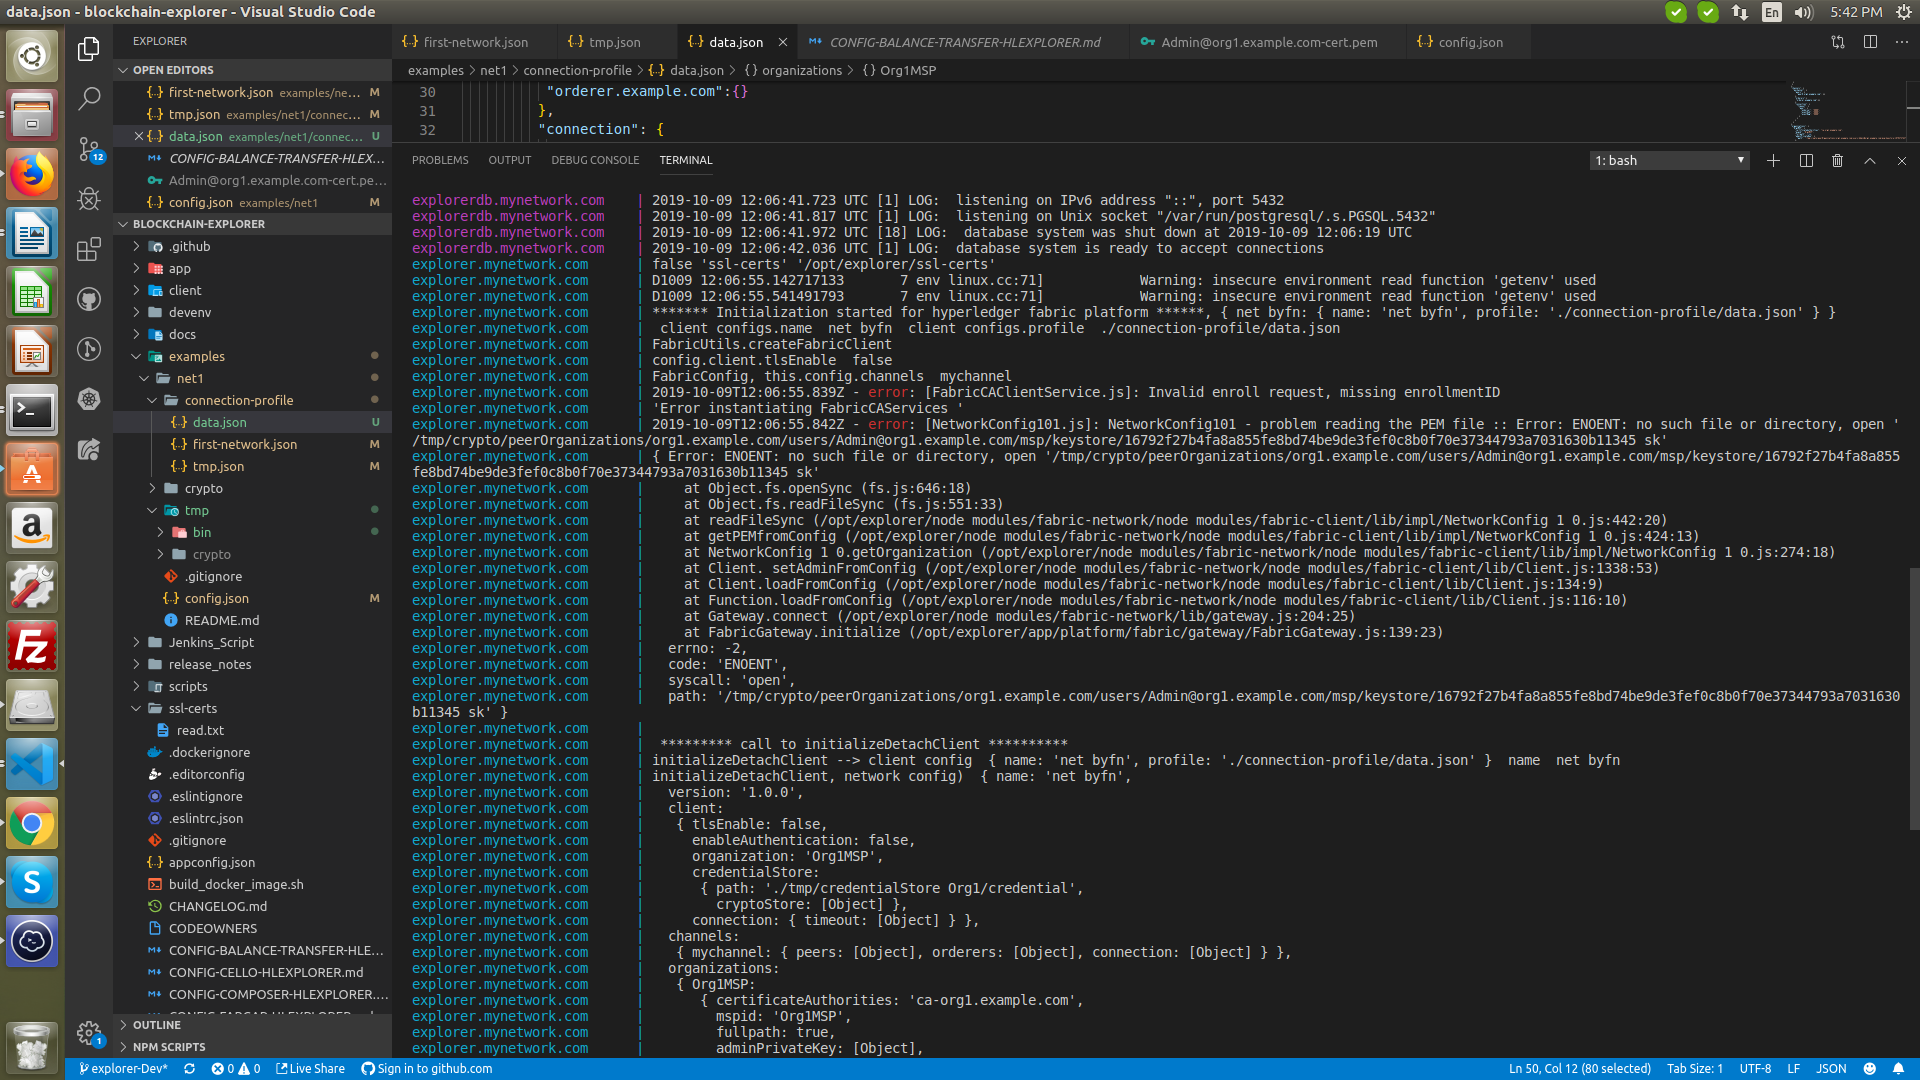 data.json - blockchain-explorer - Visual Studio Code
En
5:42 PM
EXPLORER
first-network.json
tmp.json
data.json
CONFIG-BALANCE-TRANSFER-HLEXPLORER.md
Admin@org1.example.com-cert.pem
config.json
OPEN EDITORS
first-network.json examples/ne... M
tmp.json examples/net1/connec... M
data.json examples/net1/connec... U
CONFIG-BALANCE-TRANSFER-HLEX...
Admin@org1.example.com-cert.pe...
config.json examples/net1 M
BLOCKCHAIN-EXPLORER
.github
app
client
devenv
docs
examples
net1
connection-profile
data.json U
first-network.json M
tmp.json M
crypto
tmp
bin
crypto
.gitignore
config.json M
README.md
Jenkins_Script
release_notes
scripts
ssl-certs
read.txt
.dockerignore
.editorconfig
.eslintignore
.eslintrc.json
.gitignore
appconfig.json
build_docker_image.sh
CHANGELOG.md
CODEOWNERS
CONFIG-BALANCE-TRANSFER-HLE...
CONFIG-CELLO-HLEXPLORER.md
CONFIG-COMPOSER-HLEXPLORER....
OUTLINE
NPM SCRIPTS
12
1
examples > net1 > connection-profile > {..} data.json > {} organizations > {} Org1MSP
30 "orderer.example.com":{}
31 },
32 "connection": {
PROBLEMS OUTPUT DEBUG CONSOLE TERMINAL
1: bash
explorerdb.mynetwork.com | 2019-10-09 12:06:41.723 UTC [1] LOG:  listening on IPv6 address "::", port 5432
explorerdb.mynetwork.com | 2019-10-09 12:06:41.817 UTC [1] LOG:  listening on Unix socket "/var/run/postgresql/.s.PGSQL.5432"
explorerdb.mynetwork.com | 2019-10-09 12:06:41.972 UTC [18] LOG:  database system was shut down at 2019-10-09 12:06:19 UTC
explorerdb.mynetwork.com | 2019-10-09 12:06:42.036 UTC [1] LOG:  database system is ready to accept connections
explorer.mynetwork.com | false 'ssl-certs' '/opt/explorer/ssl-certs'
explorer.mynetwork.com | D1009 12:06:55.142717133       7 env linux.cc:71]            Warning: insecure environment read function 'getenv' used
explorer.mynetwork.com | D1009 12:06:55.541491793       7 env linux.cc:71]            Warning: insecure environment read function 'getenv' used
explorer.mynetwork.com | ******* Initialization started for hyperledger fabric platform ******, { net byfn: { name: 'net byfn', profile: './connection-profile/data.json' } }
explorer.mynetwork.com |  client configs.name  net byfn  client configs.profile  ./connection-profile/data.json
explorer.mynetwork.com | FabricUtils.createFabricClient
explorer.mynetwork.com | config.client.tlsEnable  false
explorer.mynetwork.com | FabricConfig, this.config.channels  mychannel
explorer.mynetwork.com | 2019-10-09T12:06:55.839Z - error: [FabricCAClientService.js]: Invalid enroll request, missing enrollmentID
explorer.mynetwork.com | 'Error instantiating FabricCAServices '
explorer.mynetwork.com | 2019-10-09T12:06:55.842Z - error: [NetworkConfig101.js]: NetworkConfig101 - problem reading the PEM file :: Error: ENOENT: no such file or directory, open '
/tmp/crypto/peerOrganizations/org1.example.com/users/Admin@org1.example.com/msp/keystore/16792f27b4fa8a855fe8bd74be9de3fef0c8b0f70e37344793a7031630b11345 sk'
explorer.mynetwork.com | { Error: ENOENT: no such file or directory, open '/tmp/crypto/peerOrganizations/org1.example.com/users/Admin@org1.example.com/msp/keystore/16792f27b4fa8a855
fe8bd74be9de3fef0c8b0f70e37344793a7031630b11345 sk'
explorer.mynetwork.com |     at Object.fs.openSync (fs.js:646:18)
explorer.mynetwork.com |     at Object.fs.readFileSync (fs.js:551:33)
explorer.mynetwork.com |     at readFileSync (/opt/explorer/node modules/fabric-network/node modules/fabric-client/lib/impl/NetworkConfig 1 0.js:442:20)
explorer.mynetwork.com |     at getPEMfromConfig (/opt/explorer/node modules/fabric-network/node modules/fabric-client/lib/impl/NetworkConfig 1 0.js:424:13)
explorer.mynetwork.com |     at NetworkConfig 1 0.getOrganization (/opt/explorer/node modules/fabric-network/node modules/fabric-client/lib/impl/NetworkConfig 1 0.js:274:18)
explorer.mynetwork.com |     at Client. setAdminFromConfig (/opt/explorer/node modules/fabric-network/node modules/fabric-client/lib/Client.js:1338:53)
explorer.mynetwork.com |     at Client.loadFromConfig (/opt/explorer/node modules/fabric-network/node modules/fabric-client/lib/Client.js:134:9)
explorer.mynetwork.com |     at Function.loadFromConfig (/opt/explorer/node modules/fabric-network/node modules/fabric-client/lib/Client.js:116:10)
explorer.mynetwork.com |     at Gateway.connect (/opt/explorer/node modules/fabric-network/lib/gateway.js:204:25)
explorer.mynetwork.com |     at FabricGateway.initialize (/opt/explorer/app/platform/fabric/gateway/FabricGateway.js:139:23)
explorer.mynetwork.com |   errno: -2,
explorer.mynetwork.com |   code: 'ENOENT',
explorer.mynetwork.com |   syscall: 'open',
explorer.mynetwork.com |   path: '/tmp/crypto/peerOrganizations/org1.example.com/users/Admin@org1.example.com/msp/keystore/16792f27b4fa8a855fe8bd74be9de3fef0c8b0f70e37344793a7031630
b11345 sk' }
explorer.mynetwork.com |
explorer.mynetwork.com |  ********* call to initializeDetachClient **********
explorer.mynetwork.com | initializeDetachClient --> client config  { name: 'net byfn', profile: './connection-profile/data.json' }  name  net byfn
explorer.mynetwork.com | initializeDetachClient, network config)  { name: 'net byfn',
explorer.mynetwork.com |   version: '1.0.0',
explorer.mynetwork.com |   client:
explorer.mynetwork.com |    { tlsEnable: false,
explorer.mynetwork.com |      enableAuthentication: false,
explorer.mynetwork.com |      organization: 'Org1MSP',
explorer.mynetwork.com |      credentialStore:
explorer.mynetwork.com |       { path: './tmp/credentialStore Org1/credential',
explorer.mynetwork.com |         cryptoStore: [Object] },
explorer.mynetwork.com |      connection: { timeout: [Object] } },
explorer.mynetwork.com |   channels:
explorer.mynetwork.com |    { mychannel: { peers: [Object], orderers: [Object], connection: [Object] } },
explorer.mynetwork.com |   organizations:
explorer.mynetwork.com |    { Org1MSP:
explorer.mynetwork.com |       { certificateAuthorities: 'ca-org1.example.com',
explorer.mynetwork.com |         mspid: 'Org1MSP',
explorer.mynetwork.com |         fullpath: true,
explorer.mynetwork.com |         adminPrivateKey: [Object],
explorer-Dev* 0 0 Live Share Sign in to github.com
Ln 50, Col 12 (80 selected) Tab Size: 1 UTF-8 LF JSON